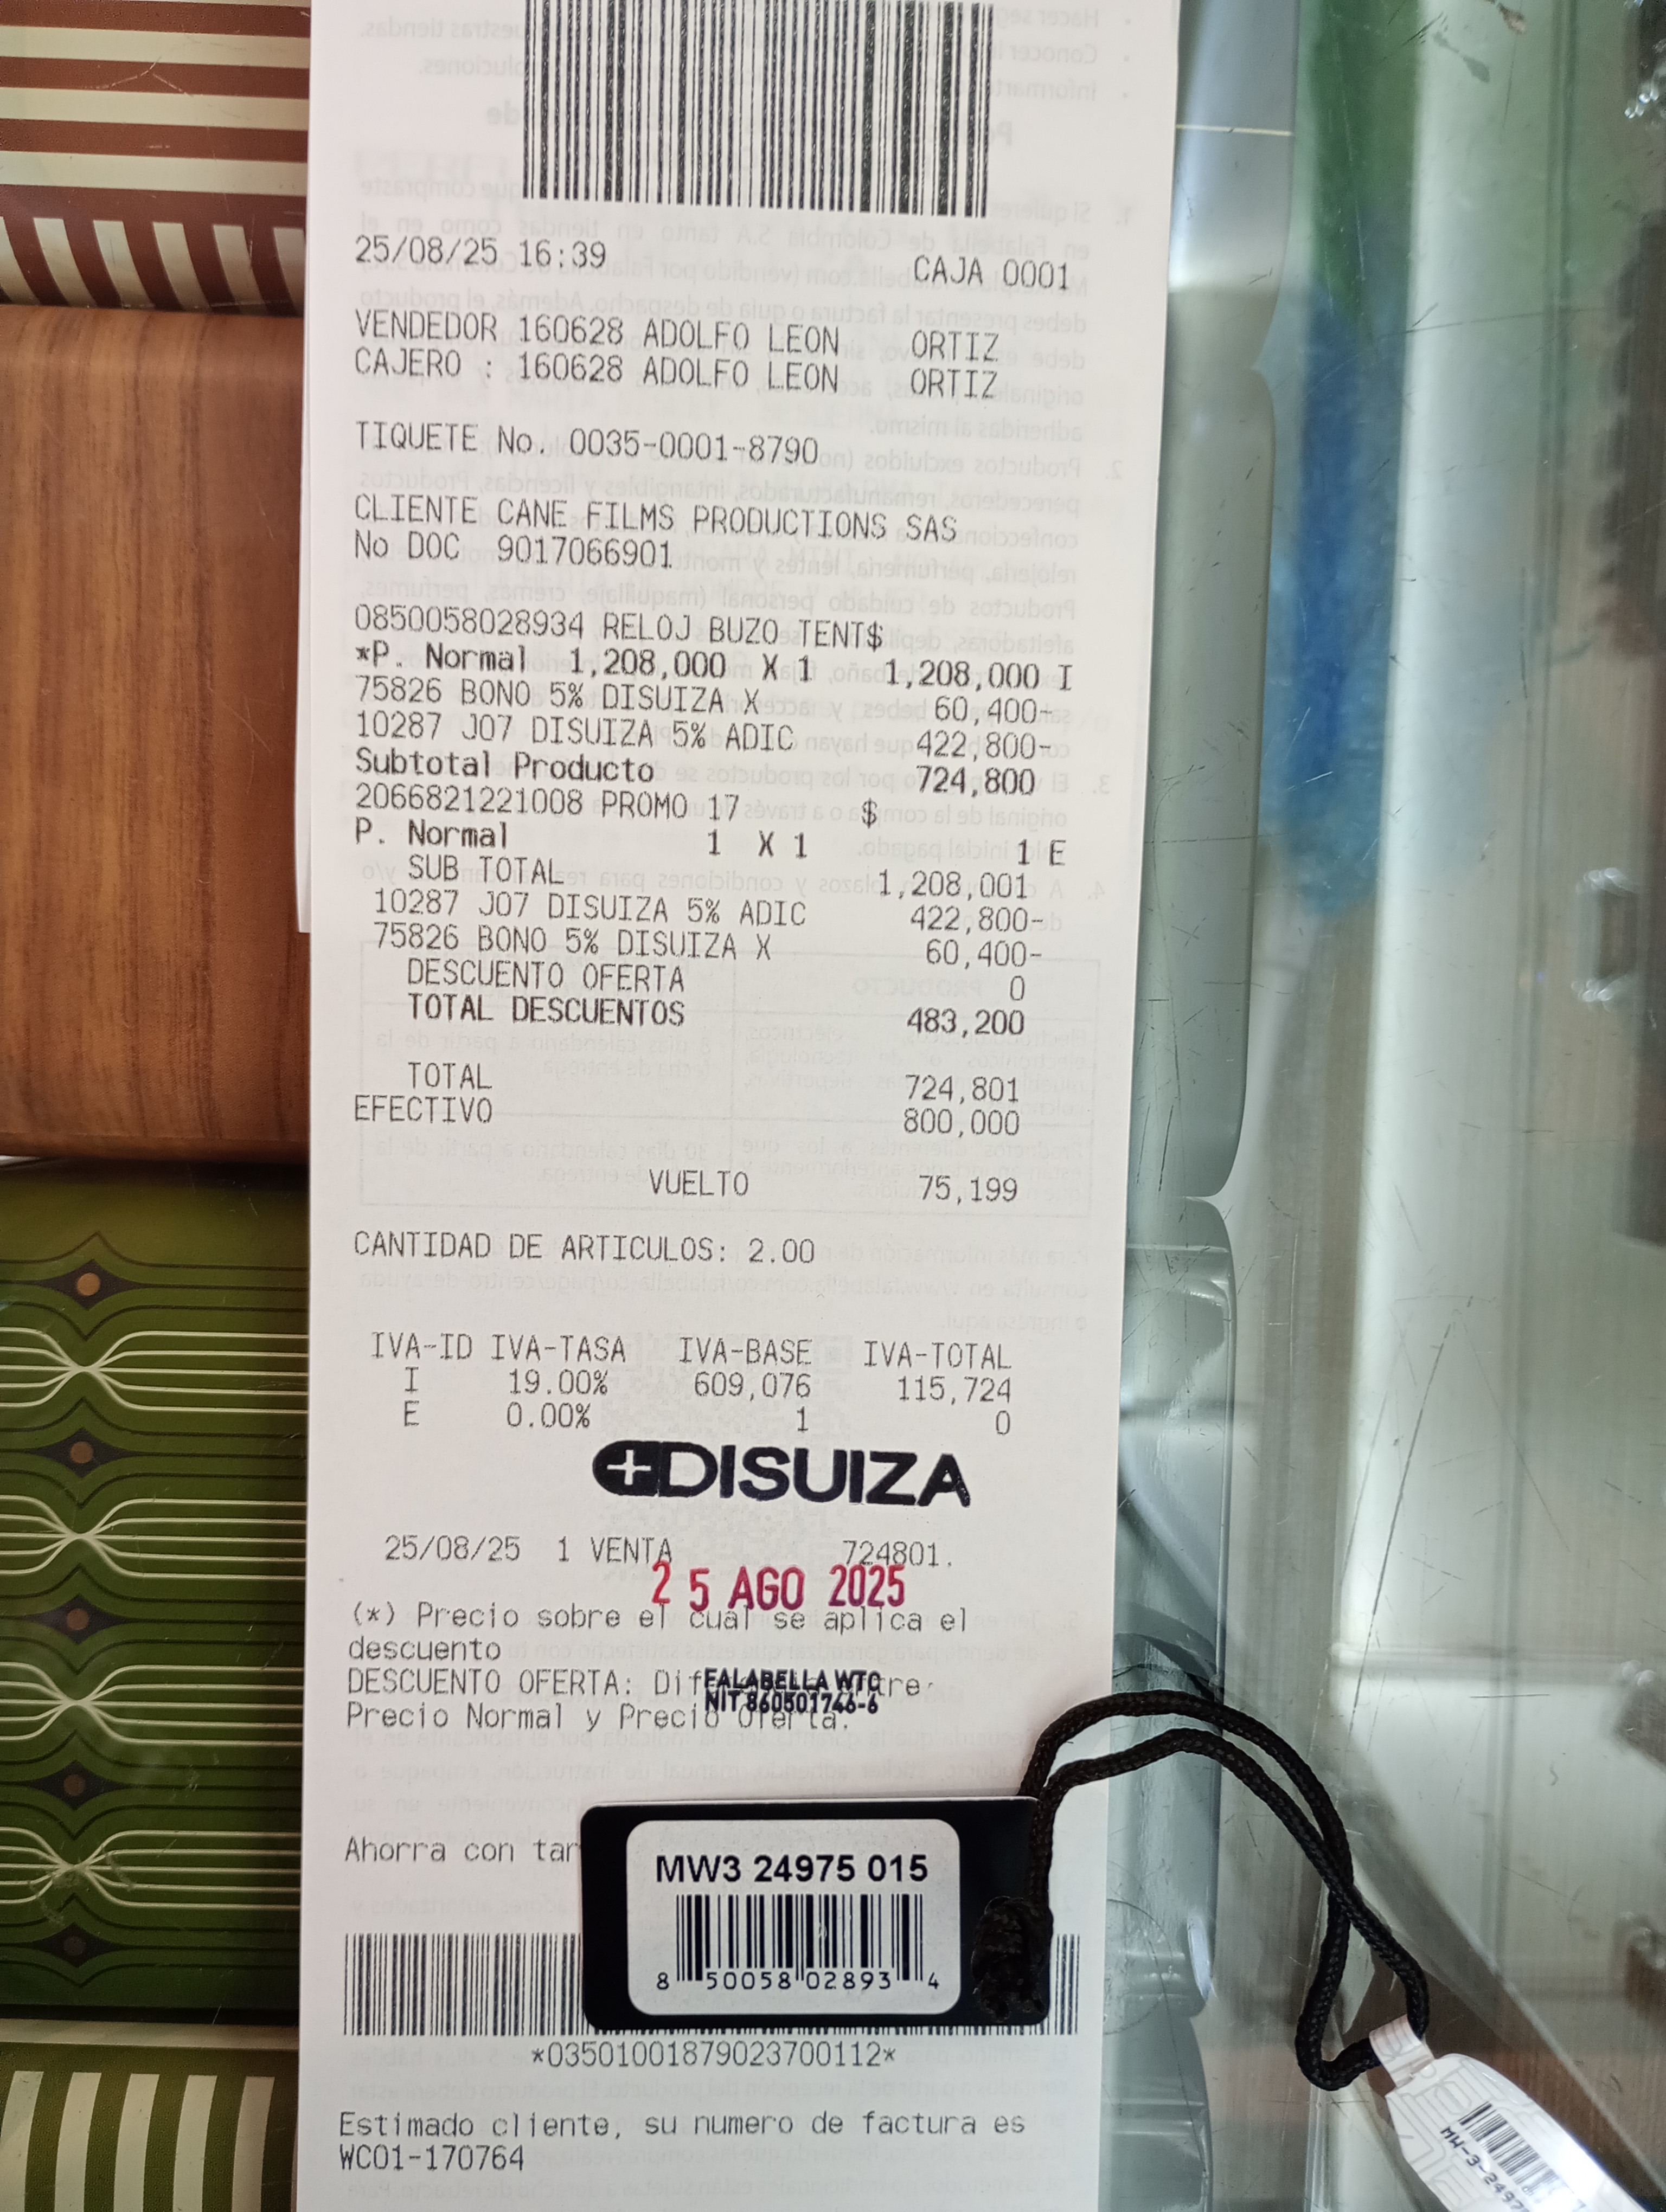 25/08/25 16:39 CAJA 0001
VENDEDOR 160628 ADOLFO LEON ORTIZ
CAJERO : 160628 ADOLFO LEON ORTIZ
TIQUETE No. 0035-0001-8790
CLIENTE CANE FILMS PRODUCTIONS SAS
No DOC 9017066901
0850058028934 RELOJ BUZO TENT$
*P. Normal 1,208,000 X 1 1,208,000 I
75826 BONO 5% DISUIZA X 60,400-
10287 J07 DISUIZA 5% ADIC 422,800-
Subtotal Producto 724,800
2066821221008 PROMO 17 $
P. Normal 1 X 1 1 E
SUB TOTAL 1,208,001
10287 J07 DISUIZA 5% ADIC 422,800-
75826 BONO 5% DISUIZA X 60,400-
DESCUENTO OFERTA 0
TOTAL DESCUENTOS 483,200
TOTAL 724,801
EFECTIVO 800,000
VUELTO 75,199
CANTIDAD DE ARTICULOS: 2.00
IVA-ID IVA-TASA IVA-BASE IVA-TOTAL
I 19.00% 609,076 115,724
E 0.00% 1 0
DISUIZA
25/08/25 1 VENTA 724801.
25 AGO 2025
(*) Precio sobre el cual se aplica el
descuento
DESCUENTO OFERTA:
FALABELLA WTC
NIT 860501746-6
Precio Normal y Precio Oferta.
Ahorra con tar
MW3 24975 015
8 50058 02893 4
*03501001879023700112*
Estimado cliente, su numero de factura es
WC01-170764